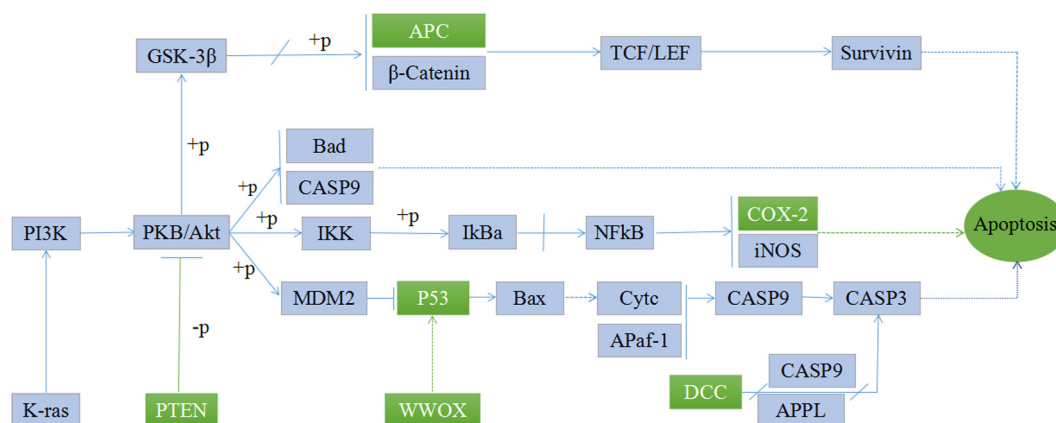 APC
+p
GSK-3β
TCF/LEF
Survivin
β-Catenin
+p
Bad
+p
CASP9
COX-2
+p
+p
PI3K
PKB/Akt
IKK
IkBa
NFkB
Apoptosis
iNOS
+p
MDM2
P53
Bax
Cytc
CASP9
CASP3
-p
APaf-1
CASP9
K-ras
PTEN
WWOX
DCC
APPL